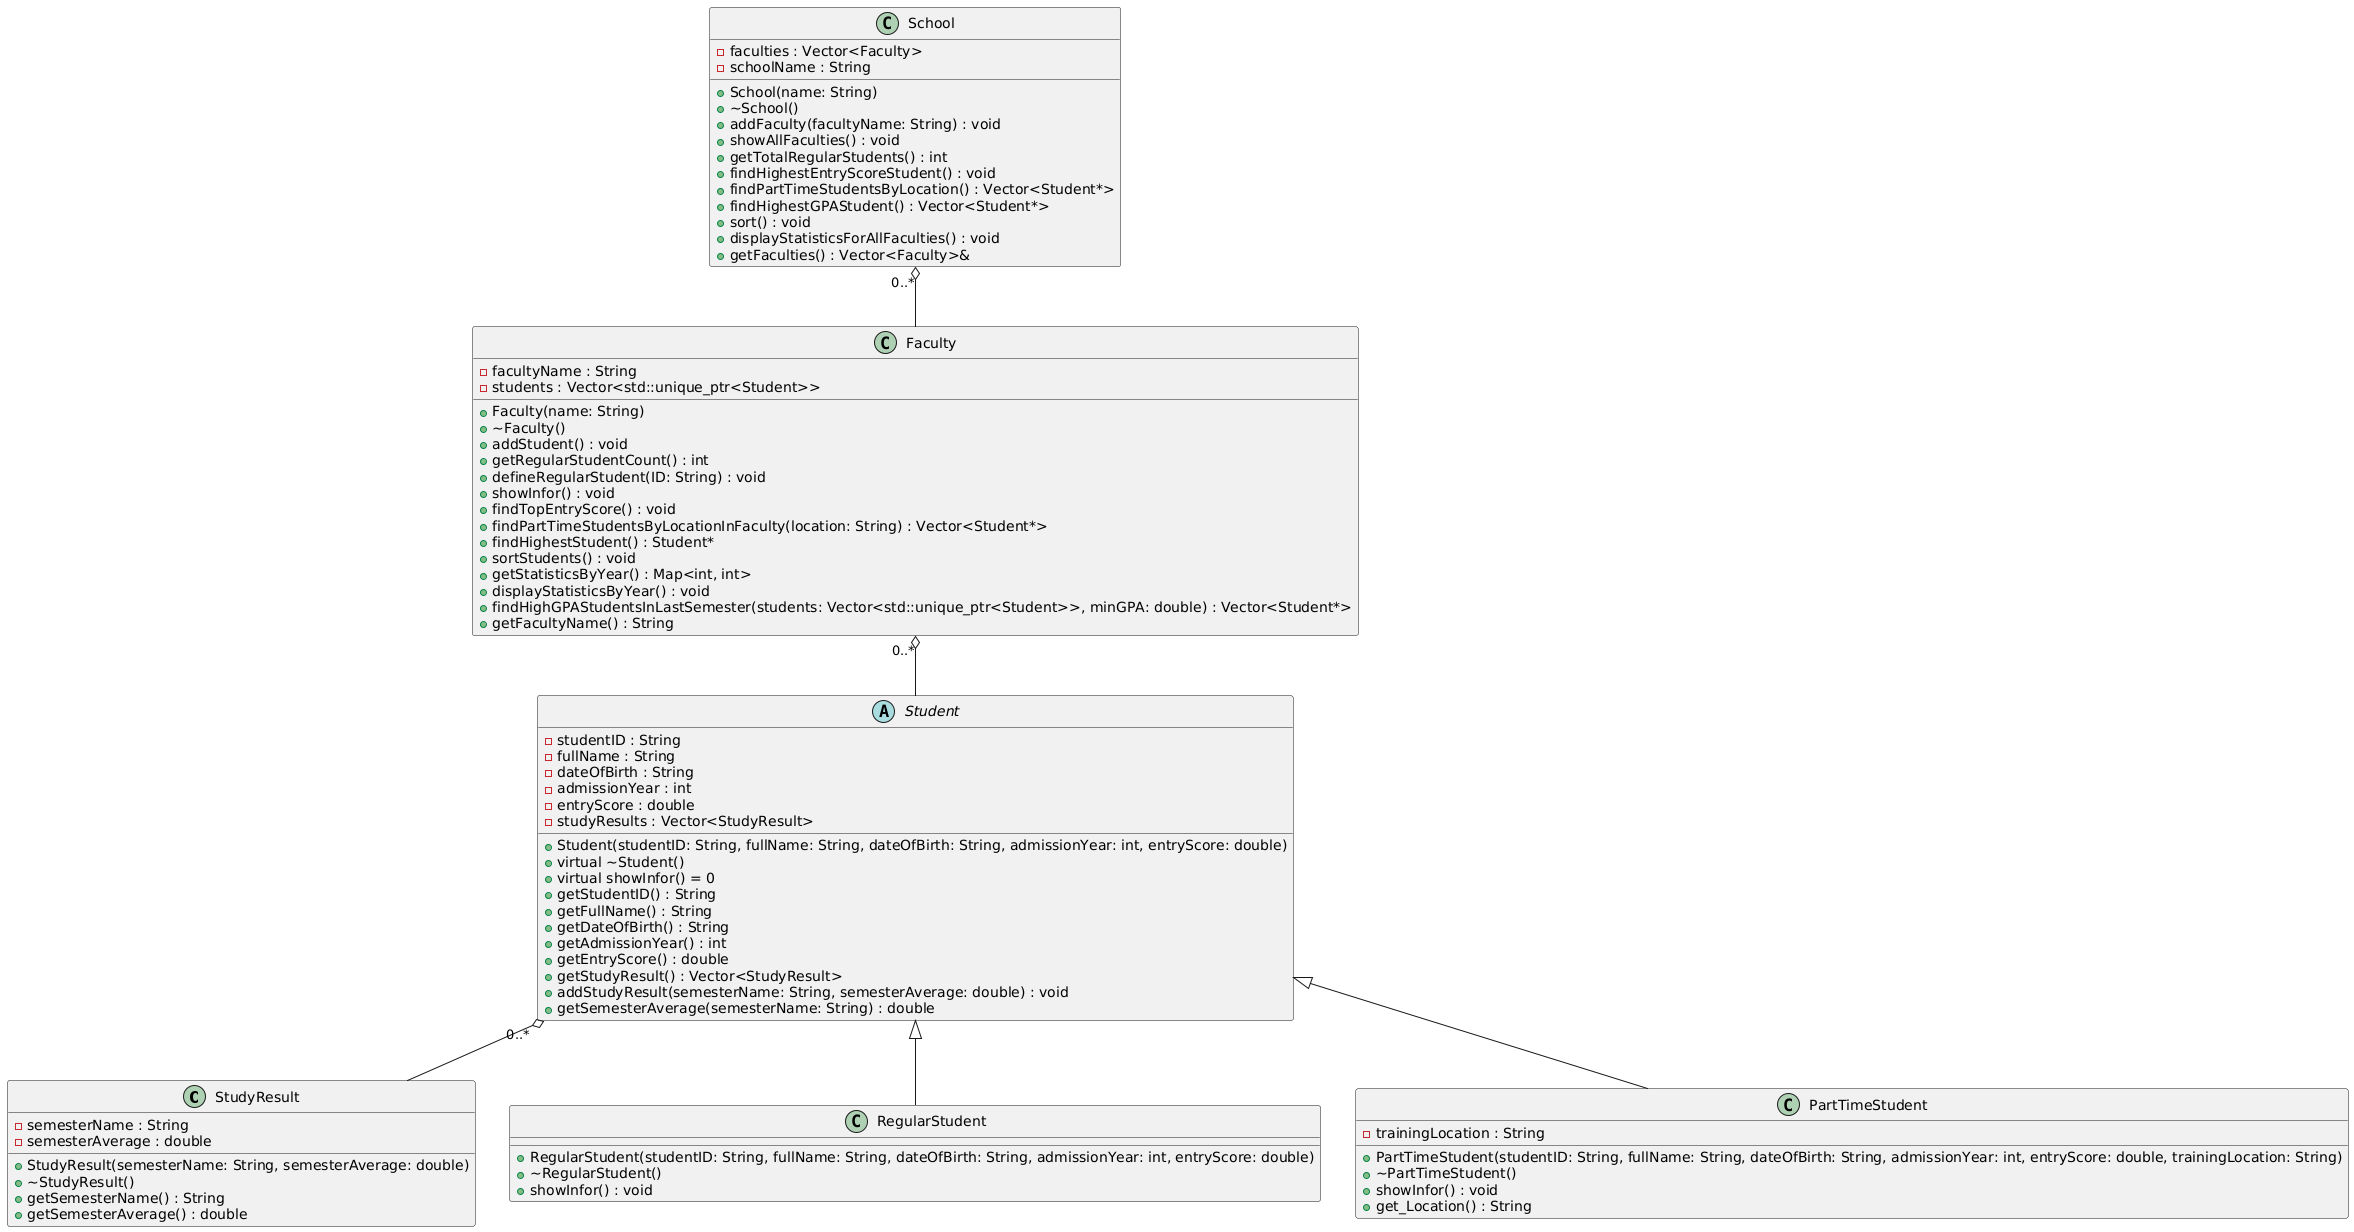 C School
faculties : Vector<Faculty>
schoolName : String
School(name: String)
~School()
addFaculty(facultyName: String) : void
showAllFaculties() : void
getTotalRegularStudents() : int
findHighestEntryScoreStudent() : void
findPartTimeStudentsByLocation() : Vector<Student*>
findHighestGPAStudent() : Vector<Student*>
sort() : void
displayStatisticsForAllFaculties() : void
getFaculties() : Vector<Faculty>&
0..*
C Faculty
facultyName : String
students : Vector<std::unique_ptr<Student>>
Faculty(name: String)
~Faculty()
addStudent() : void
getRegularStudentCount() : int
defineRegularStudent(ID: String) : void
showInfor() : void
findTopEntryScore() : void
findPartTimeStudentsByLocationInFaculty(location: String) : Vector<Student*>
findHighestStudent() : Student*
sortStudents() : void
getStatisticsByYear() : Map<int, int>
displayStatisticsByYear() : void
findHighGPAStudentsInLastSemester(students: Vector<std::unique_ptr<Student>>, minGPA: double) : Vector<Student*>
getFacultyName() : String
0..*
A Student
studentID : String
fullName : String
dateOfBirth : String
admissionYear : int
entryScore : double
studyResults : Vector<StudyResult>
Student(studentID: String, fullName: String, dateOfBirth: String, admissionYear: int, entryScore: double)
virtual ~Student()
virtual showInfor() = 0
getStudentID() : String
getFullName() : String
getDateOfBirth() : String
getAdmissionYear() : int
getEntryScore() : double
getStudyResult() : Vector<StudyResult>
addStudyResult(semesterName: String, semesterAverage: double) : void
getSemesterAverage(semesterName: String) : double
0..*
C StudyResult
semesterName : String
semesterAverage : double
StudyResult(semesterName: String, semesterAverage: double)
~StudyResult()
getSemesterName() : String
getSemesterAverage() : double
C RegularStudent
RegularStudent(studentID: String, fullName: String, dateOfBirth: String, admissionYear: int, entryScore: double)
~RegularStudent()
showInfor() : void
C PartTimeStudent
trainingLocation : String
PartTimeStudent(studentID: String, fullName: String, dateOfBirth: String, admissionYear: int, entryScore: double, trainingLocation: String)
~PartTimeStudent()
showInfor() : void
get_Location() : String